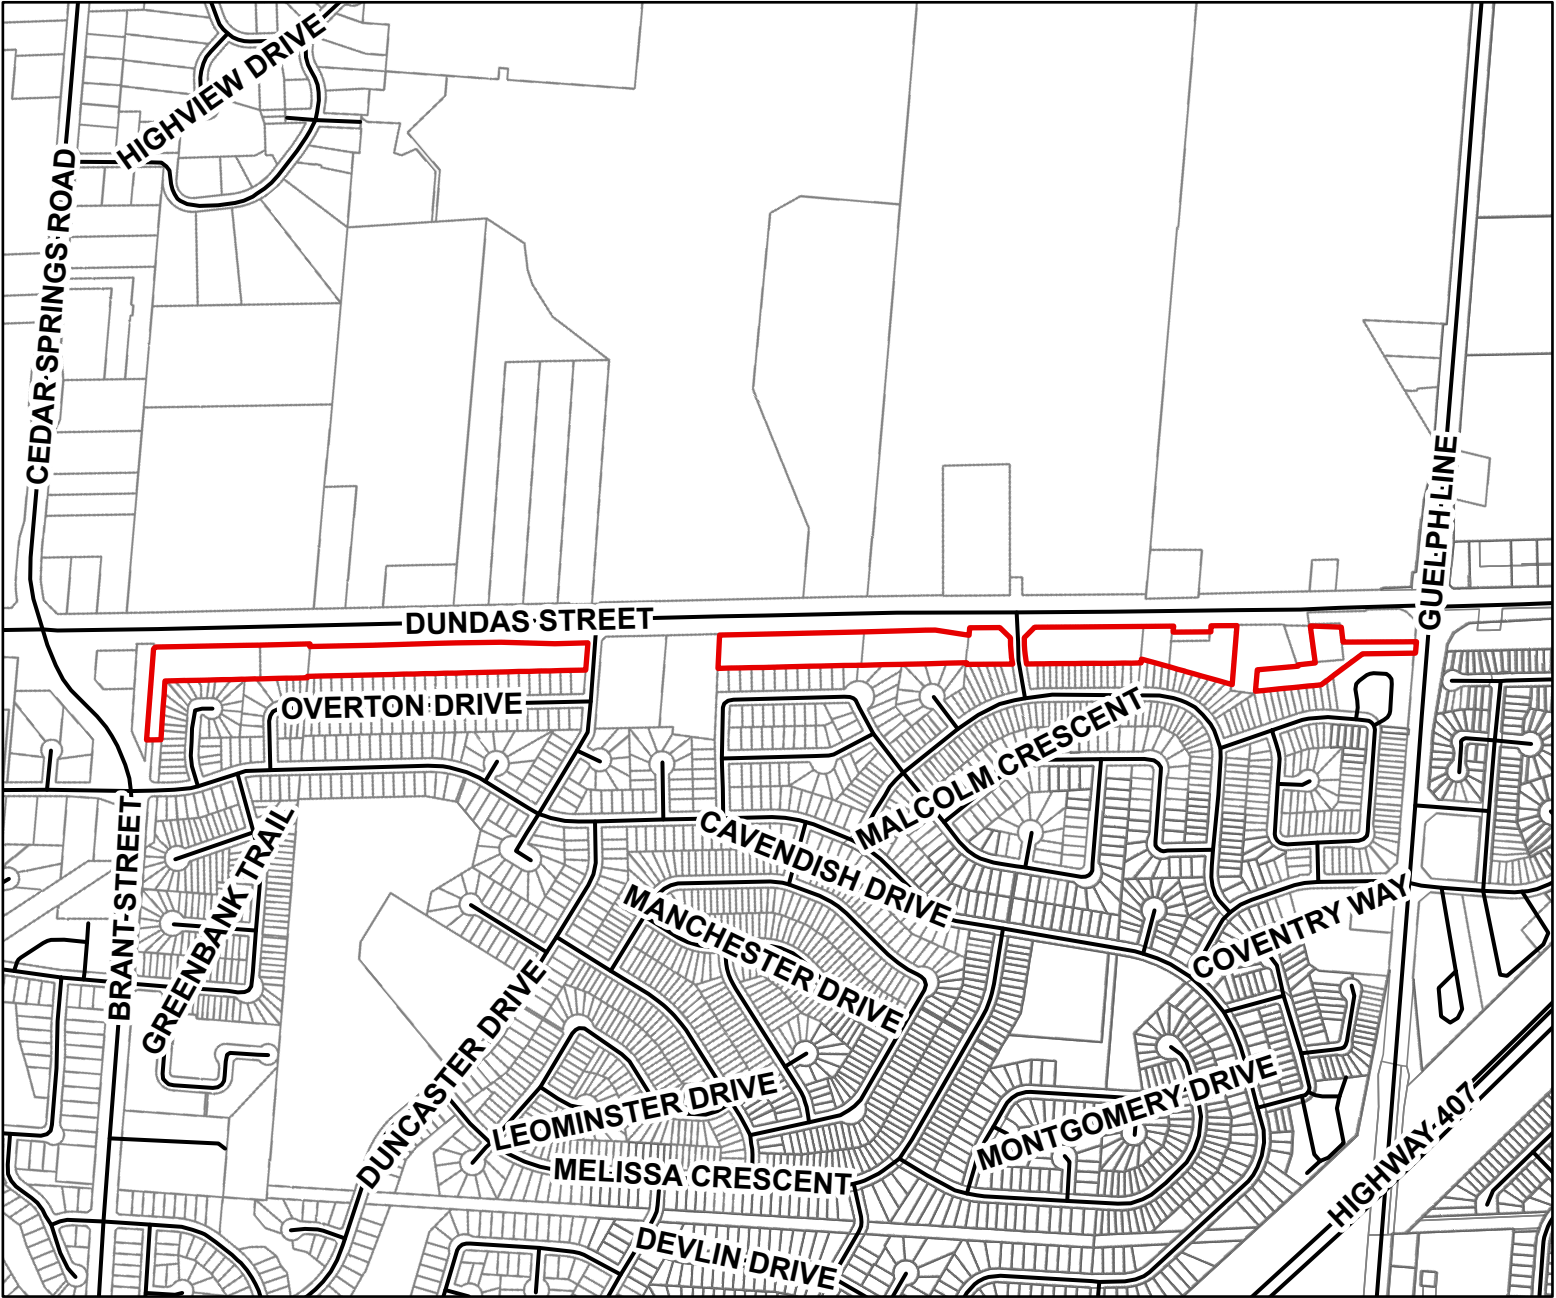 HIGHVIEW DRIVE
CEDAR SPRINGS ROAD
GUELPH LINE
DUNDAS STREET
OVERTON DRIVE
MALCOLM CRESCENT
CAVENDISH DRIVE
BRANT STREET
GREENBANK TRAIL
MANCHESTER DRIVE
COVENTRY WAY
DUNCASTER DRIVE
LEOMINSTER DRIVE
MONTGOMERY DRIVE
MELISSA CRESCENT
HIGHWAY 407
DEVLIN DRIVE